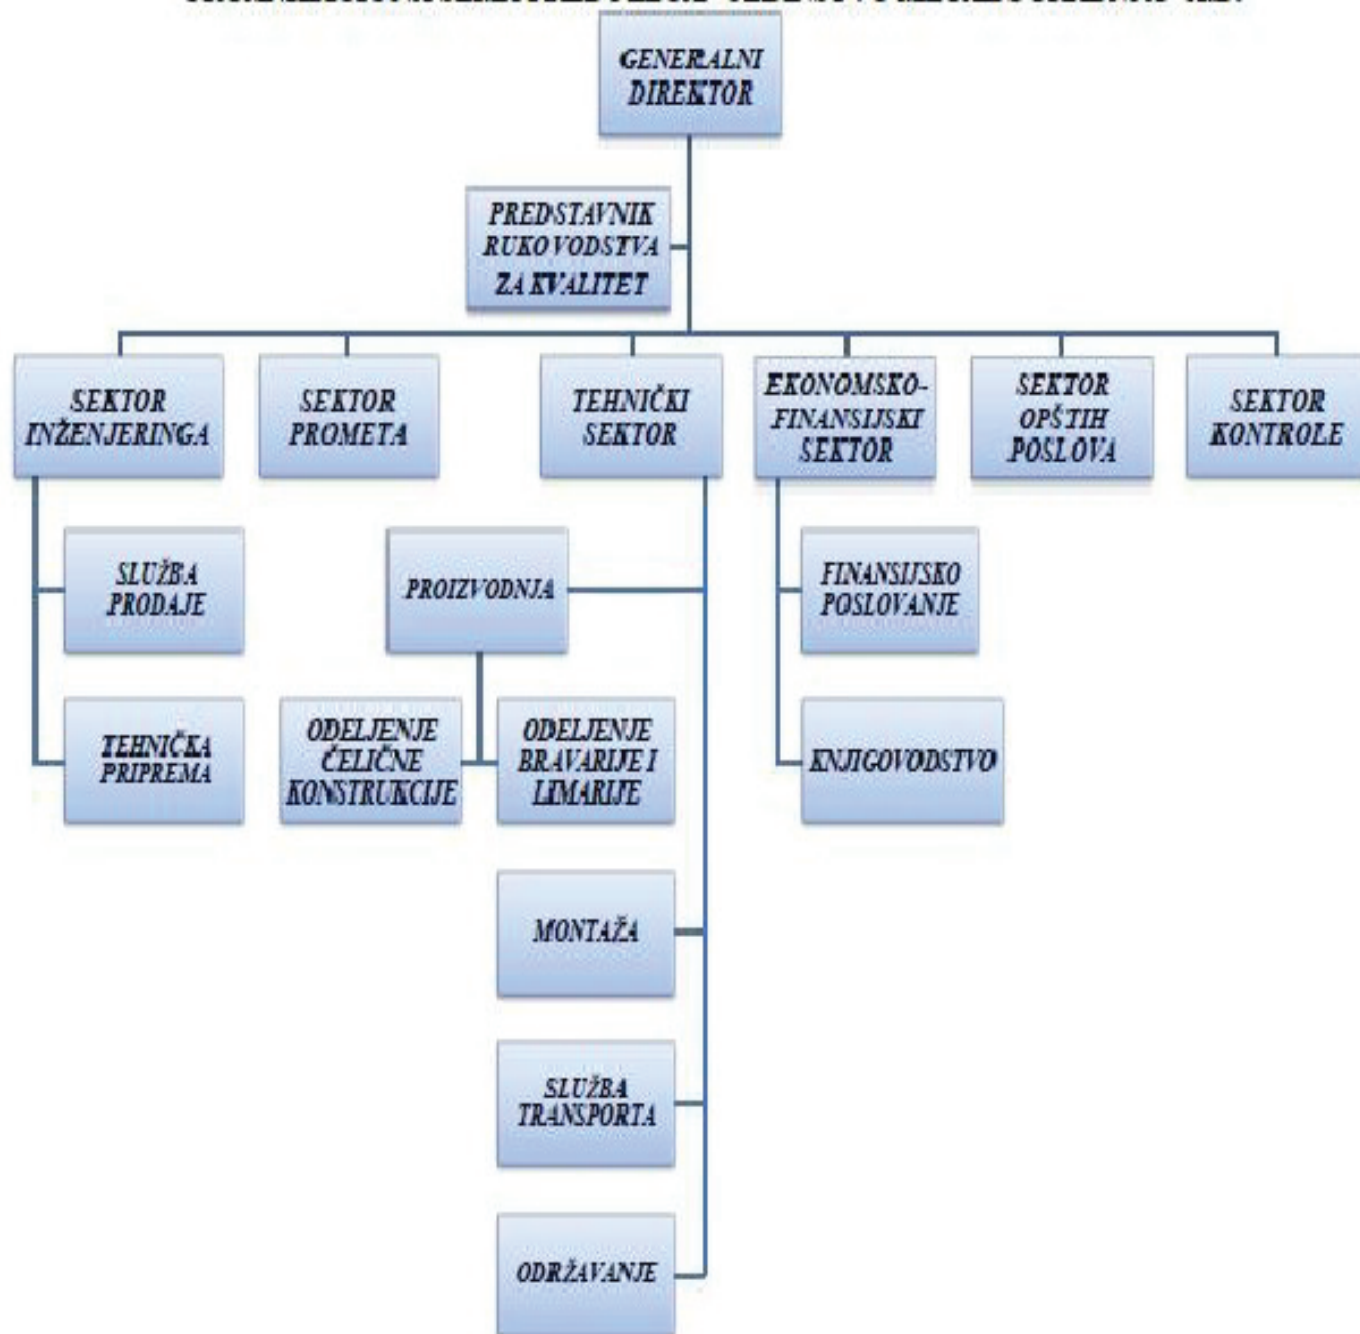 GENERALNI
DIREKTOR
PREDSTAVNIK
RUKOVODSTVA
ZA KVALITET
SEKTOR
INŽENJERINGA
SEKTOR
PROMETA
TEHNIČKI
SEKTOR
EKONOMSKO-
FINANSIJSKI
SEKTOR
SEKTOR
OPŠTIH
POSLOVA
SEKTOR
KONTROLE
SLUŽBA
PRODAJE
PROIZVODNJA
FINANSIJSKO
POSLOVANJE
TEHNIČKA
PRIPREMA
ODELJENJE
ČELIČNE
KONSTRUKCIJE
ODELJENJE
BRAVARIJE I
LIMARIJE
KNJIGOVODSTVO
MONTAŽA
SLUŽBA
TRANSPORTA
ODRŽAVANJE